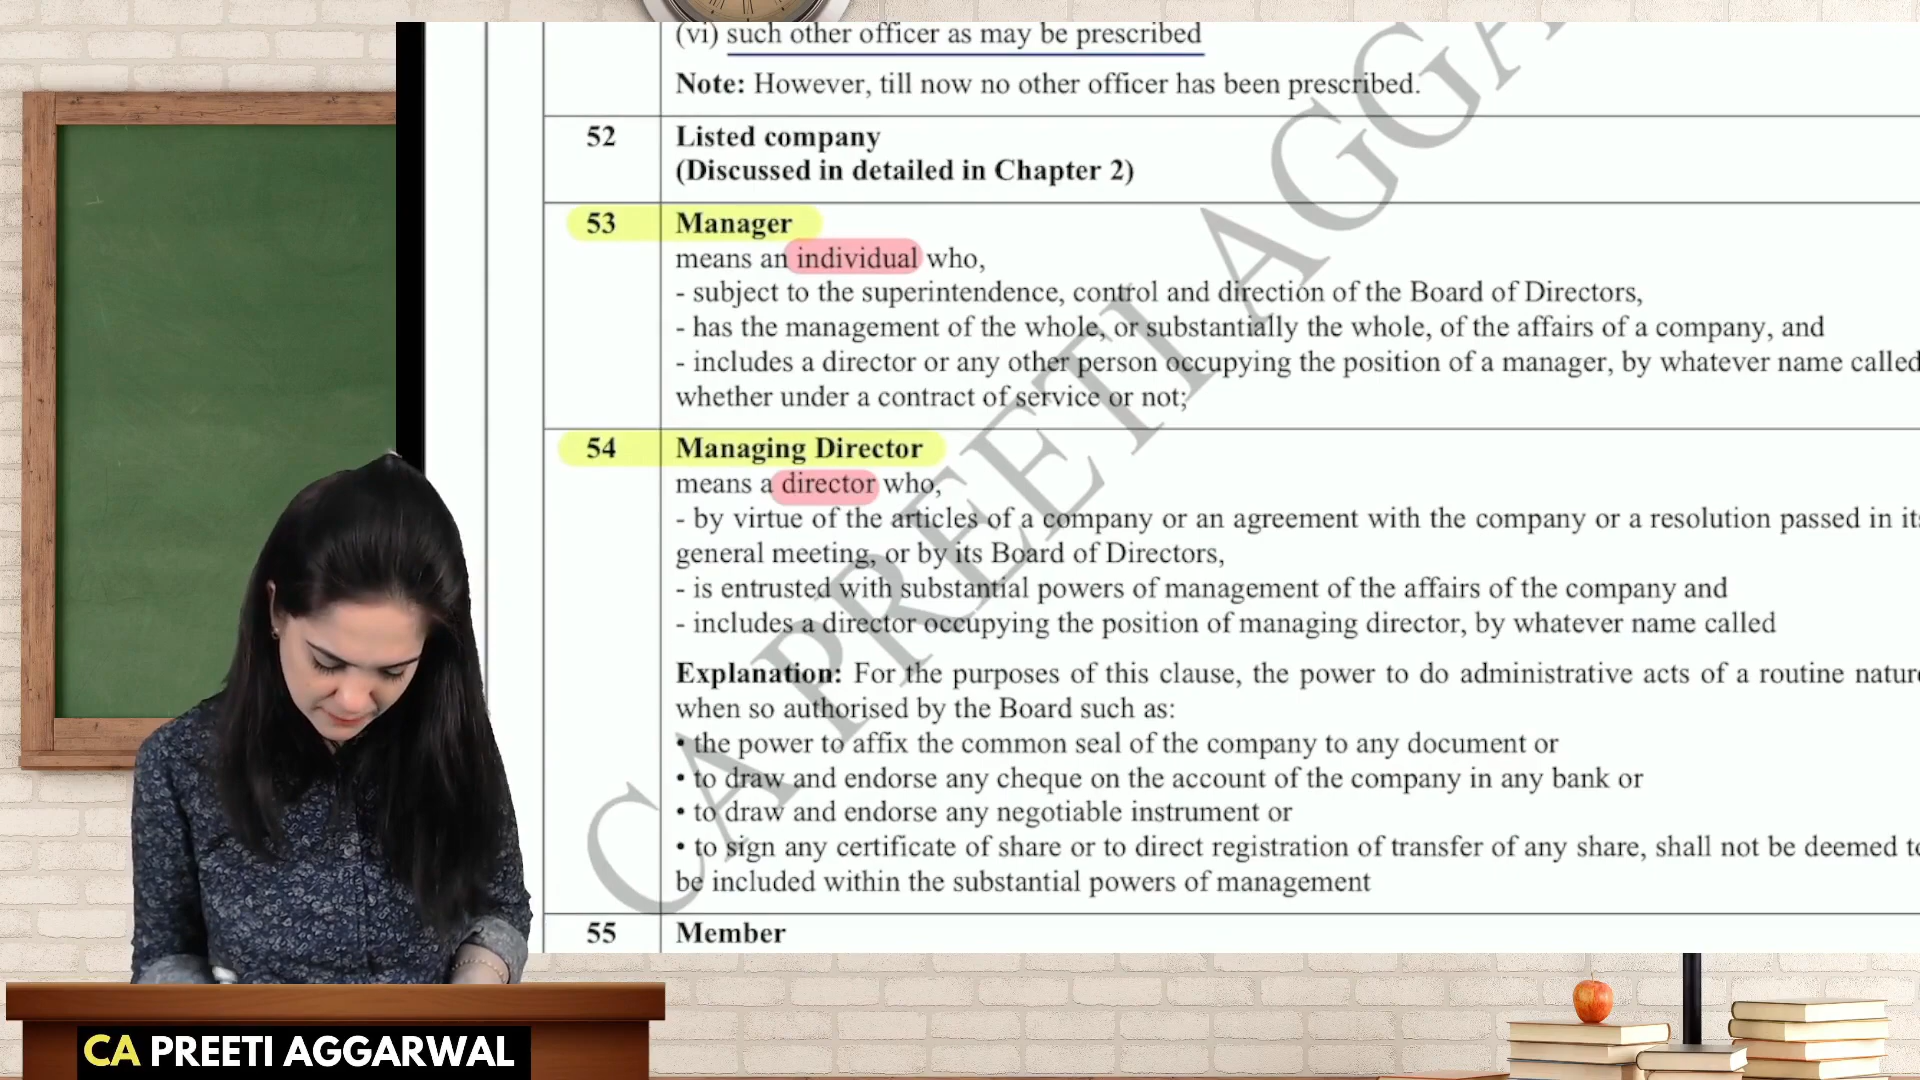 (vi) such other officer as may be prescribed
Note: However, till now no other officer has been prescribed.
52 Listed company
(Discussed in detailed in Chapter 2)
53 Manager
means an individual who,
- subject to the superintendence, control and direction of the Board of Directors,
- has the management of the whole, or substantially the whole, of the affairs of a company, and
- includes a director or any other person occupying the position of a manager, by whatever name called
whether under a contract of service or not;
54 Managing Director
means a director who,
- by virtue of the articles of a company or an agreement with the company or a resolution passed in its
general meeting, or by its Board of Directors,
- is entrusted with substantial powers of management of the affairs of the company and
- includes a director occupying the position of managing director, by whatever name called
Explanation: For the purposes of this clause, the power to do administrative acts of a routine nature
when so authorised by the Board such as:
• the power to affix the common seal of the company to any document or
• to draw and endorse any cheque on the account of the company in any bank or
• to draw and endorse any negotiable instrument or
• to sign any certificate of share or to direct registration of transfer of any share, shall not be deemed to
be included within the substantial powers of management
55 Member
CA PREETI AGGA
CA PREETI AGGARWAL